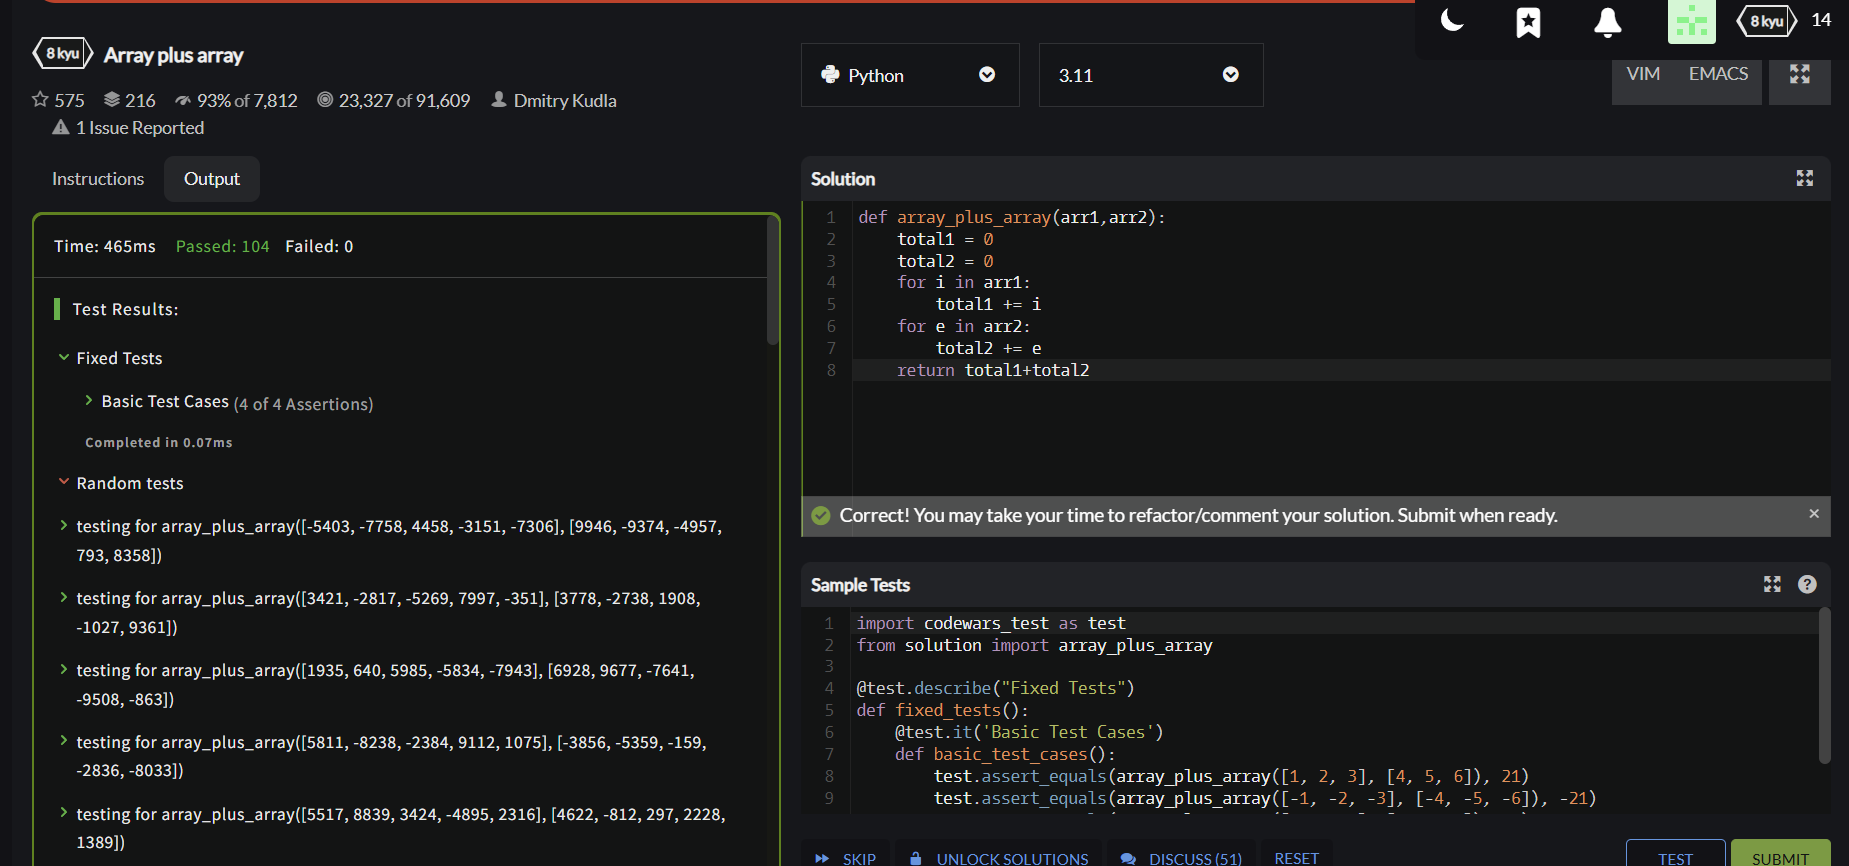 8 kyu
14
8 kyu Array plus array
575 216 93% of 7,812 23,327 of 91,609 Dmitry Kudla
1 Issue Reported
Python
3.11
VIM EMACS
Instructions Output
Time: 465ms Passed: 104 Failed: 0
Test Results:
Fixed Tests
Basic Test Cases (4 of 4 Assertions)
Completed in 0.07ms
Random tests
testing for array_plus_array([-5403, -7758, 4458, -3151, -7306], [9946, -9374, -4957,
793, 8358])
testing for array_plus_array([3421, -2817, -5269, 7997, -351], [3778, -2738, 1908,
-1027, 9361])
testing for array_plus_array([1935, 640, 5985, -5834, -7943], [6928, 9677, -7641,
-9508, -863])
testing for array_plus_array([5811, -8238, -2384, 9112, 1075], [-3856, -5359, -159,
-2836, -8033])
testing for array_plus_array([5517, 8839, 3424, -4895, 2316], [4622, -812, 297, 2228,
1389])
Solution
1 def array_plus_array(arr1,arr2):
2     total1 = 0
3     total2 = 0
4     for i in arr1:
5         total1 += i
6     for e in arr2:
7         total2 += e
8     return total1+total2
Correct! You may take your time to refactor/comment your solution. Submit when ready.
Sample Tests
1 import codewars_test as test
2 from solution import array_plus_array
3
4 @test.describe("Fixed Tests")
5 def fixed_tests():
6     @test.it('Basic Test Cases')
7     def basic_test_cases():
8         test.assert_equals(array_plus_array([1, 2, 3], [4, 5, 6]), 21)
9         test.assert_equals(array_plus_array([-1, -2, -3], [-4, -5, -6]), -21)
SKIP UNLOCK SOLUTIONS DISCUSS (51) RESET TEST SUBMIT